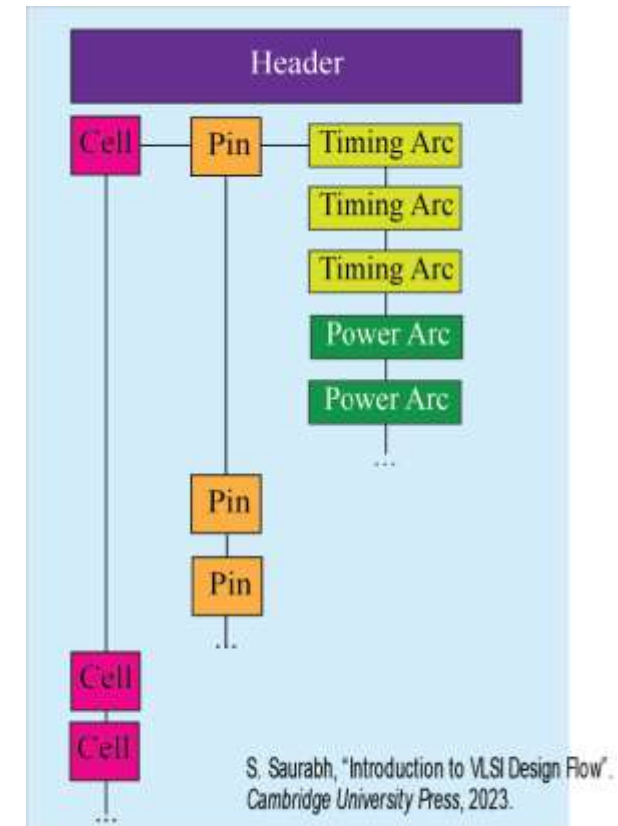 Header
Cell Pin Timing Arc
Timing Arc
Timing Arc
Power Arc
Power Arc
...
Pin
Pin
...
Cell
Cell
...
S. Saurabh, "Introduction to VLSI Design Flow".
Cambridge University Press, 2023.